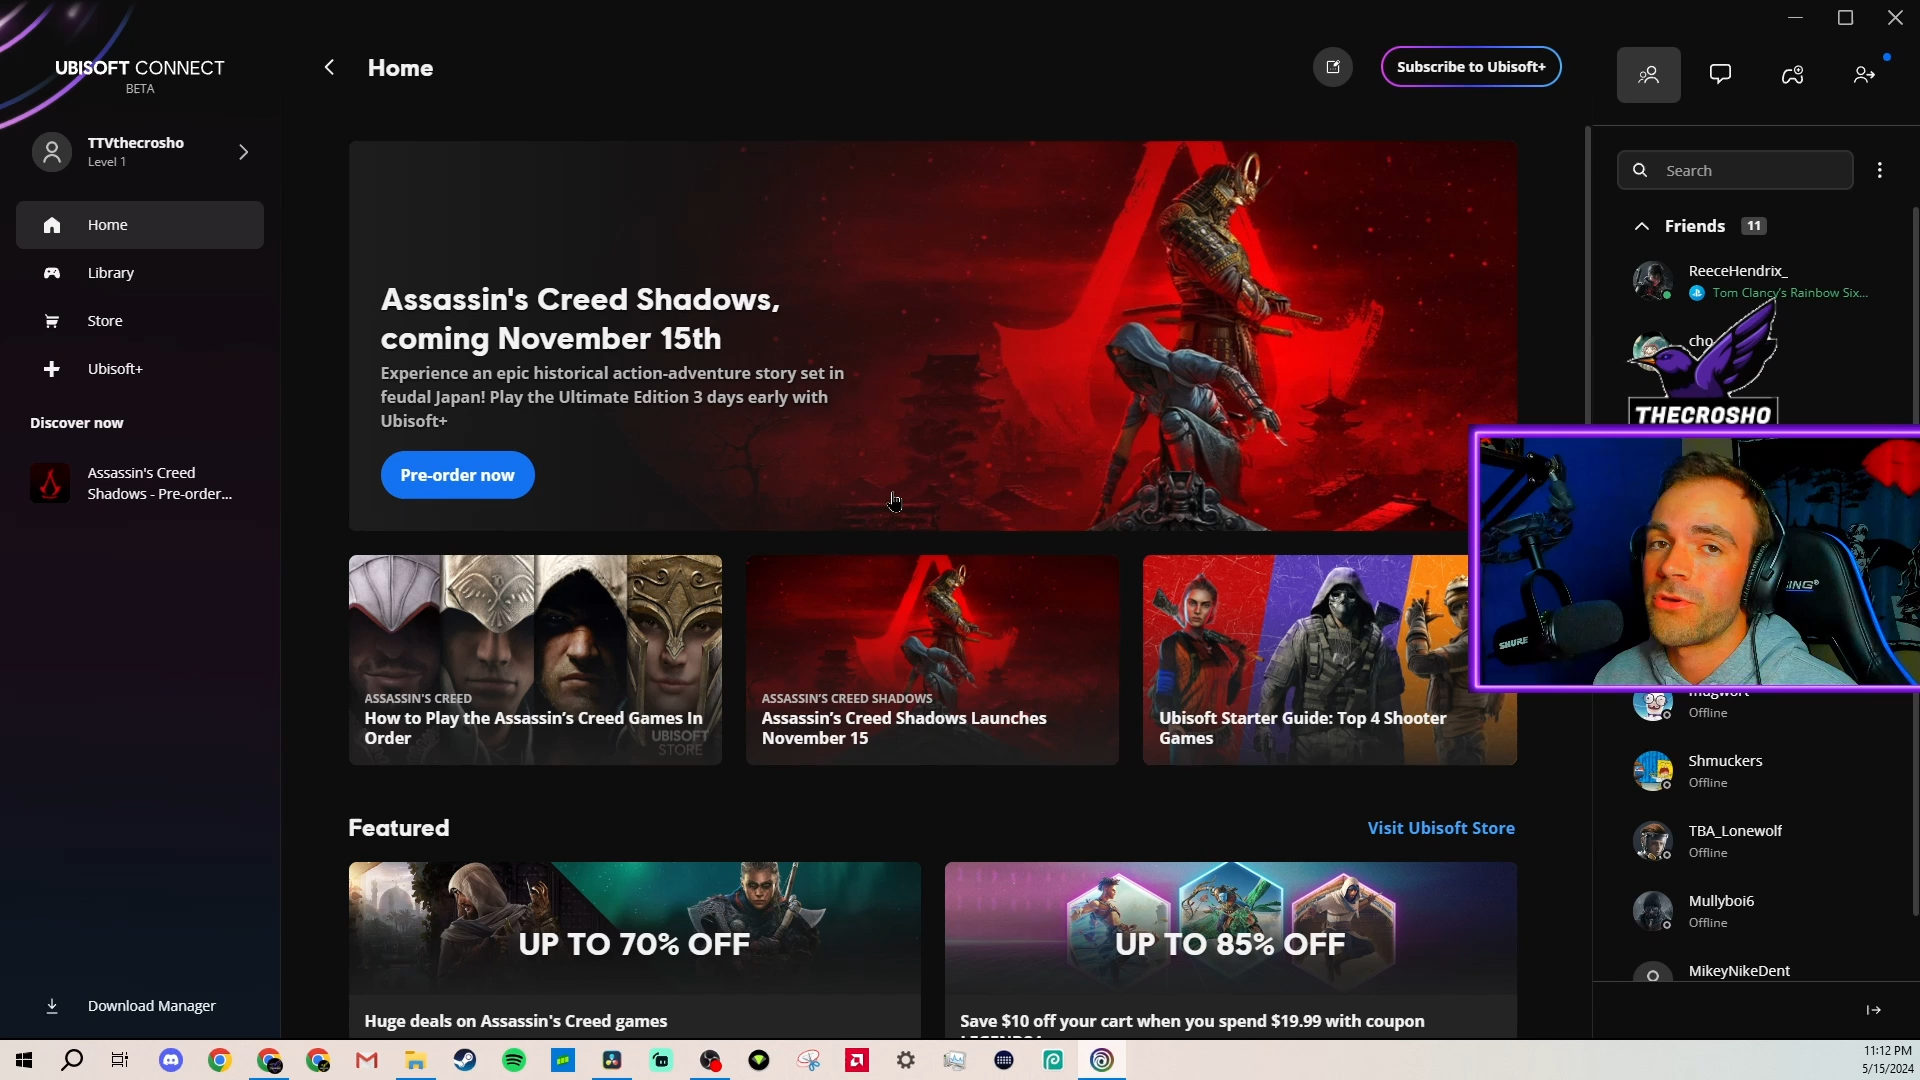 UBISOFT CONNECT
BETA
TTVthecrosho
Level 1
Home
Library
Store
Ubisoft+
Discover now
Assassin's Creed
Shadows - Pre-order...
Download Manager
Home
Subscribe to Ubisoft+
Assassin's Creed Shadows,
coming November 15th
Experience an epic historical action-adventure story set in
feudal Japan! Play the Ultimate Edition 3 days early with
Ubisoft+
Pre-order now
ASSASSIN'S CREED
How to Play the Assassin’s Creed Games In
Order
UBISOFT
STORE
ASSASSIN’S CREED SHADOWS
Assassin’s Creed Shadows Launches
November 15
Ubisoft Starter Guide: Top 4 Shooter
Games
Featured
Visit Ubisoft Store
UP TO 70% OFF
Huge deals on Assassin's Creed games
UP TO 85% OFF
Save $10 off your cart when you spend $19.99 with coupon
Search
Friends 11
ReeceHendrix_
Tom Clancy's Rainbow Six...
cho
THECROSHO
SHURE
Offline
Shmuckers
Offline
TBA_Lonewolf
Offline
Mullyboi6
Offline
MikeyNikeDent
11:12 PM
5/15/2024